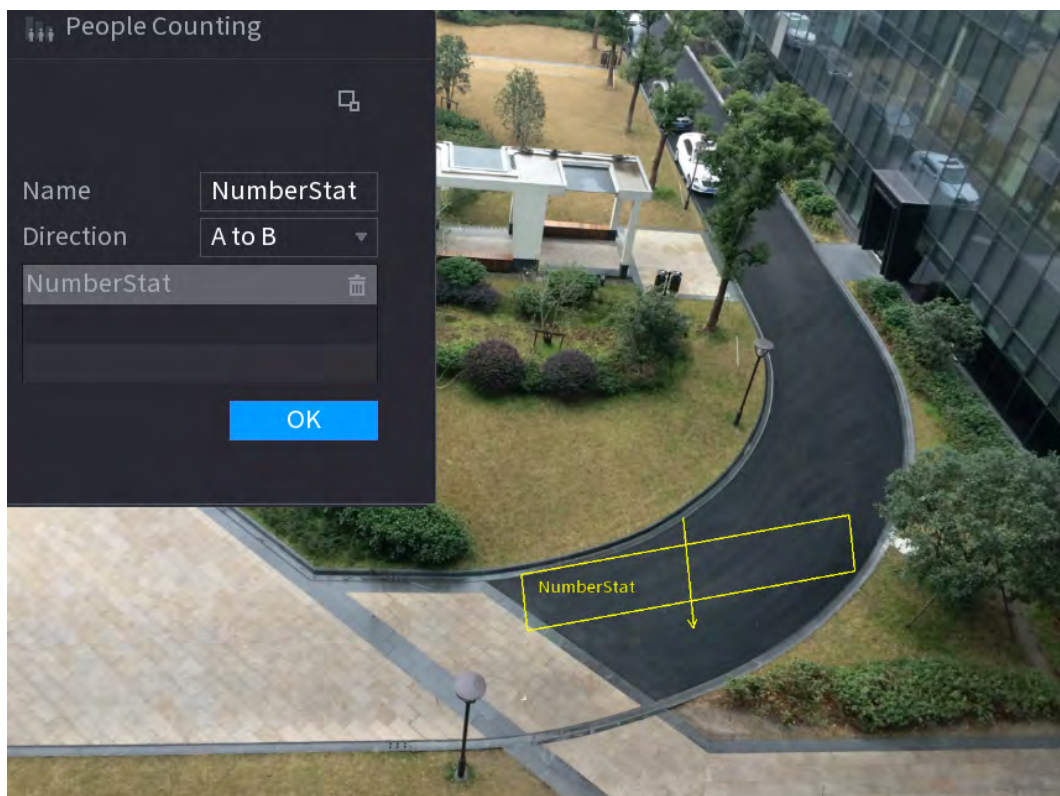 People Counting
Name NumberStat
Direction A to B
NumberStat
OK
NumberStat